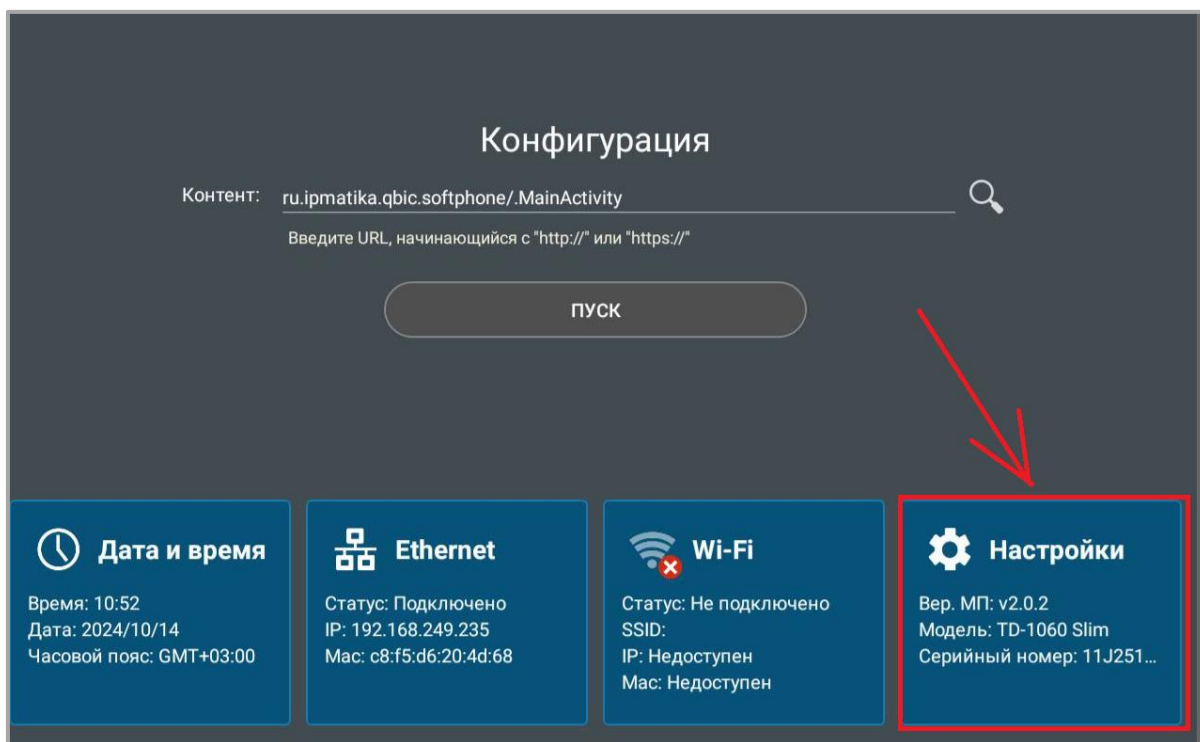 Конфигурация
Контент: ru.ipmatika.qbic.softphone/.MainActivity
Введите URL, начинающийся с "http://" или "https://"
ПУСК
Дата и время
Время: 10:52
Дата: 2024/10/14
Часовой пояс: GMT+03:00
Ethernet
Статус: Подключено
IP: 192.168.249.235
Mac: c8:f5:d6:20:4d:68
Wi-Fi
Статус: Не подключено
SSID:
IP: Недоступен
Mac: Недоступен
Настройки
Вер. МП: v2.0.2
Модель: TD-1060 Slim
Серийный номер: 11J251...